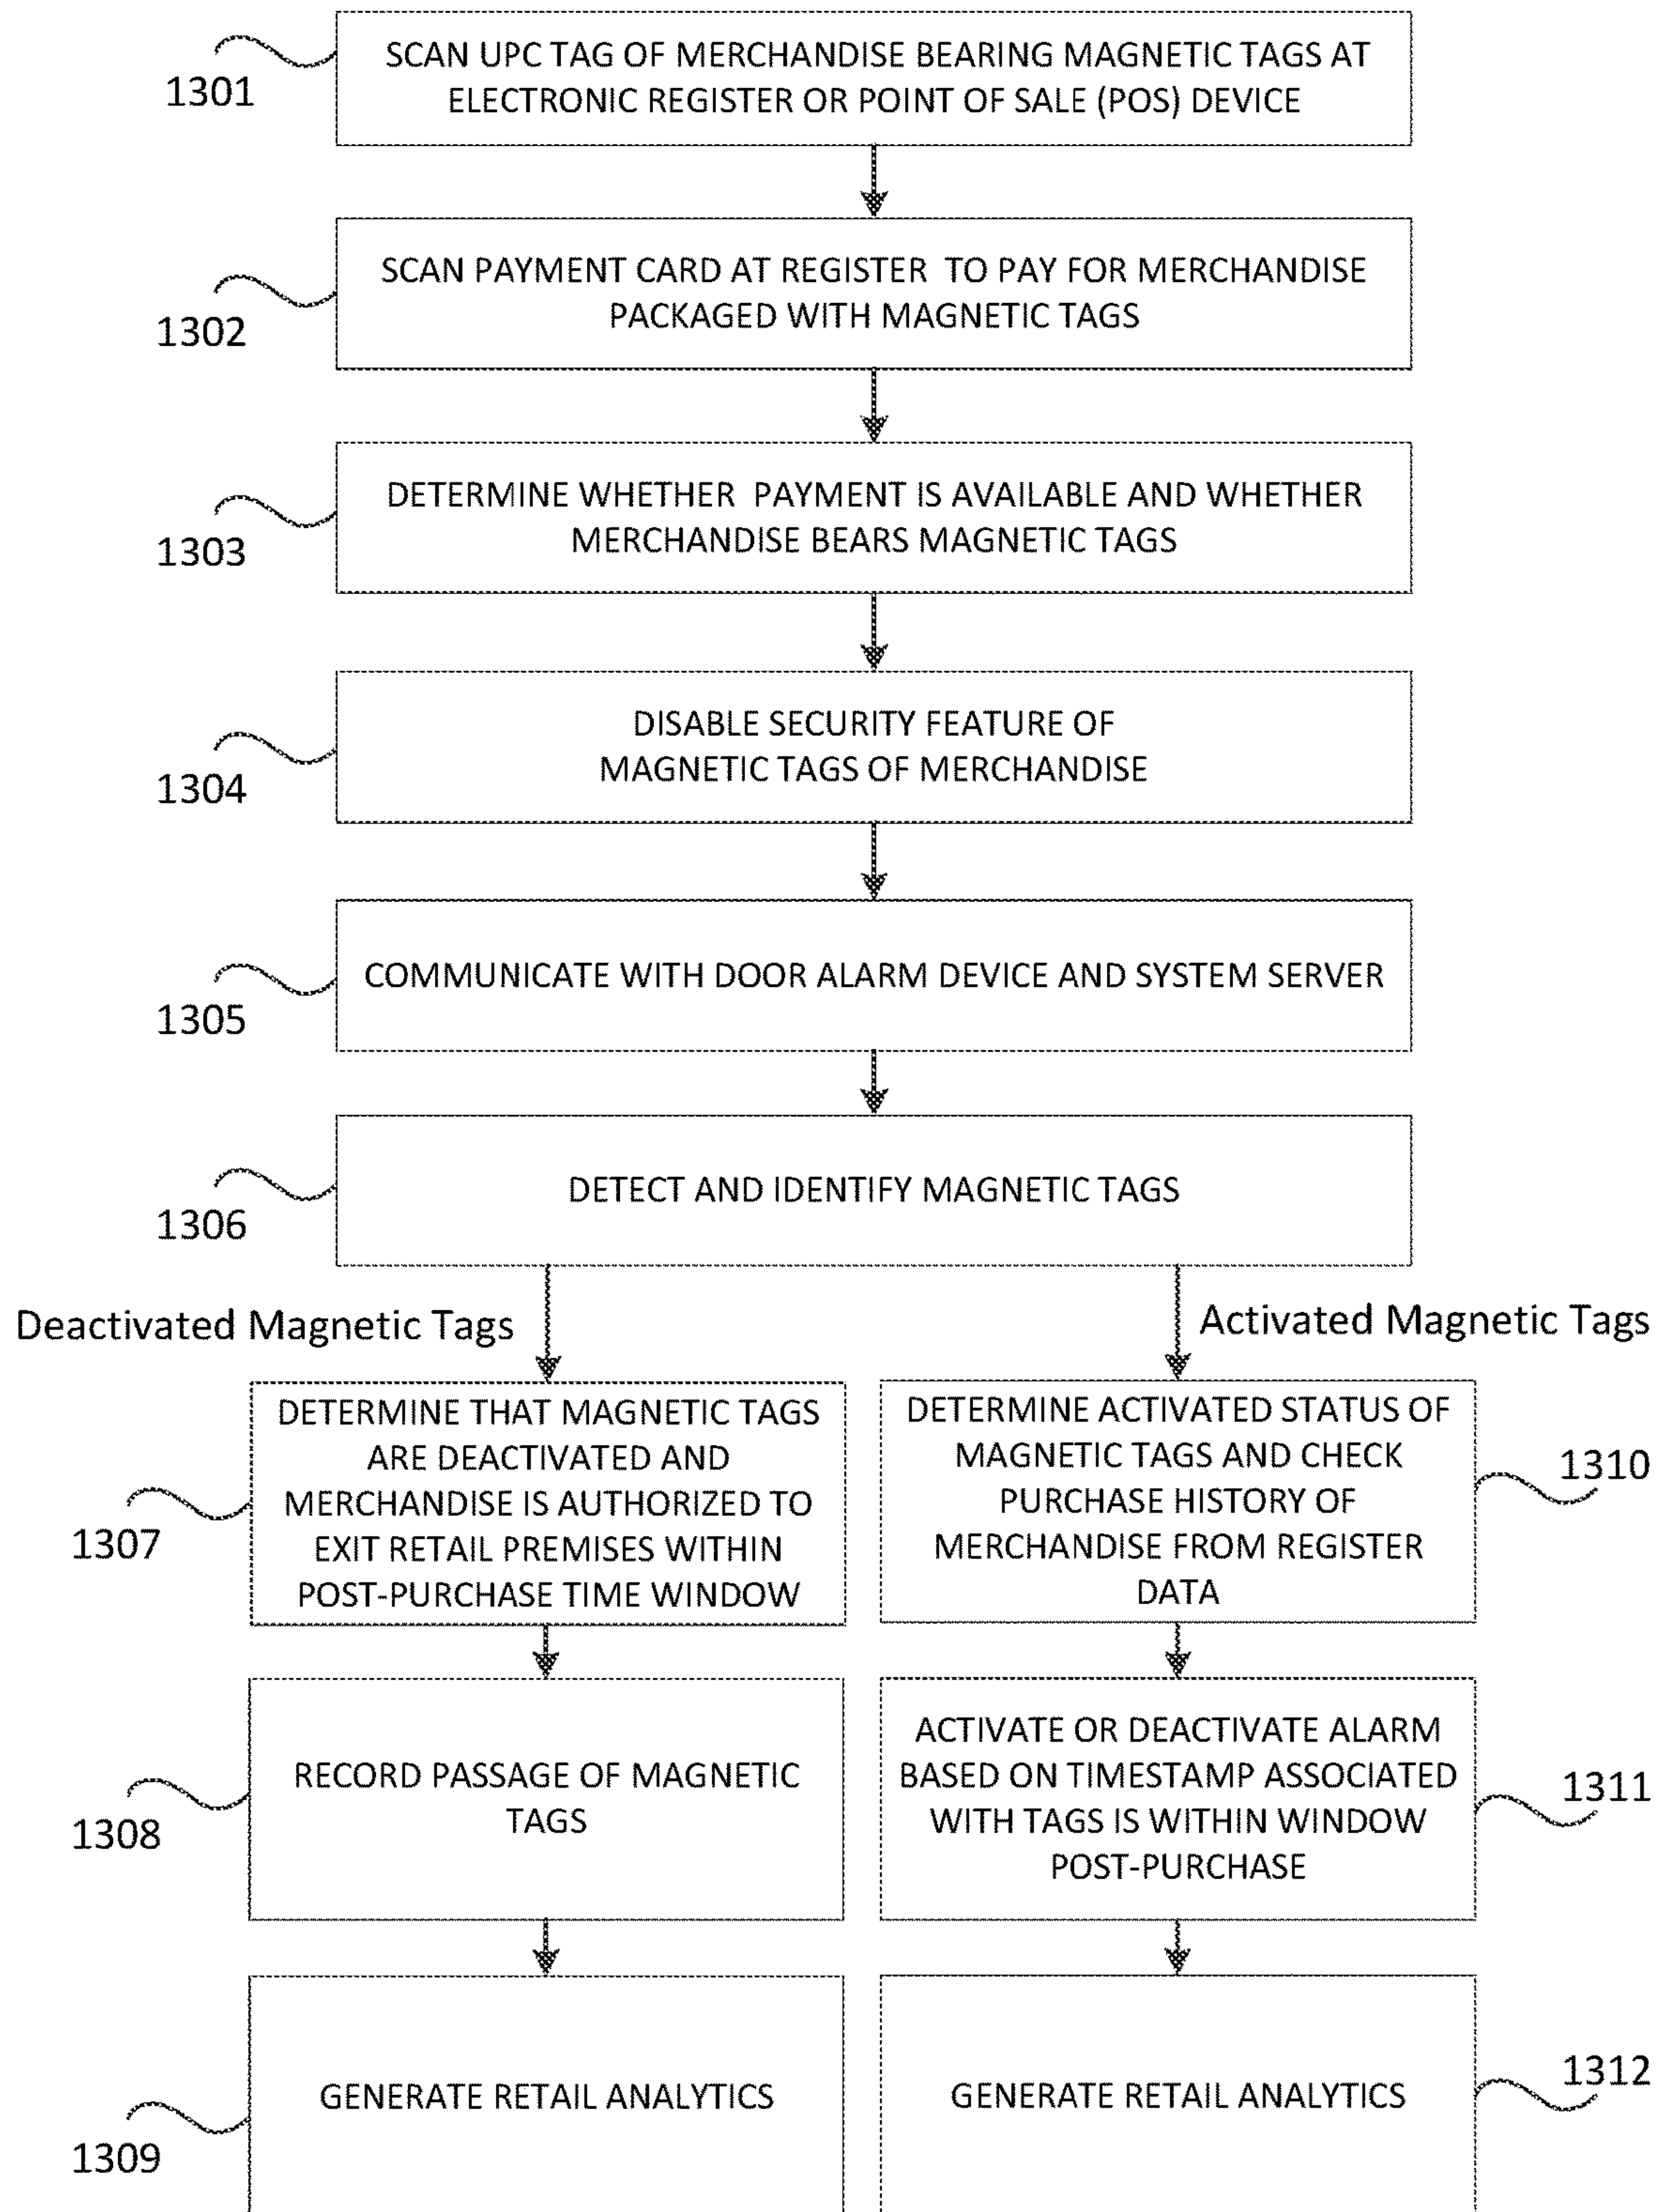 SCAN UPC TAG OF MERCHANDISE BEARING MAGNETIC TAGS AT
ELECTRONIC REGISTER OR POINT OF SALE (POS) DEVICE
1301
SCAN PAYMENT CARD AT REGISTER TO PAY FOR MERCHANDISE
PACKAGED WITH MAGNETIC TAGS
1302
DETERMINE WHETHER PAYMENT IS AVAILABLE AND WHETHER
MERCHANDISE BEARS MAGNETIC TAGS
1303
DISABLE SECURITY FEATURE OF
MAGNETIC TAGS OF MERCHANDISE
1304
COMMUNICATE WITH DOOR ALARM DEVICE AND SYSTEM SERVER
1305
DETECT AND IDENTIFY MAGNETIC TAGS
1306
Deactivated Magnetic Tags
DETERMINE THAT MAGNETIC TAGS
ARE DEACTIVATED AND
MERCHANDISE IS AUTHORIZED TO
EXIT RETAIL PREMISES WITHIN
POST-PURCHASE TIME WINDOW
1307
RECORD PASSAGE OF MAGNETIC
TAGS
1308
GENERATE RETAIL ANALYTICS
1309
Activated Magnetic Tags
DETERMINE ACTIVATED STATUS OF
MAGNETIC TAGS AND CHECK
PURCHASE HISTORY OF
MERCHANDISE FROM REGISTER
DATA
1310
ACTIVATE OR DEACTIVATE ALARM
BASED ON TIMESTAMP ASSOCIATED
WITH TAGS IS WITHIN WINDOW
POST-PURCHASE
1311
GENERATE RETAIL ANALYTICS
1312